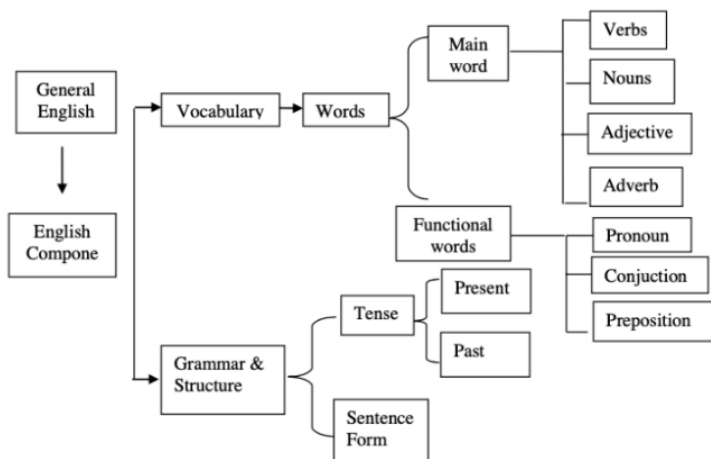 General
English
English
Compone
Vocabulary
Words
Main
word
Verbs
Nouns
Adjective
Adverb
Functional
words
Pronoun
Conjuction
Preposition
Grammar &
Structure
Tense
Present
Past
Sentence
Form